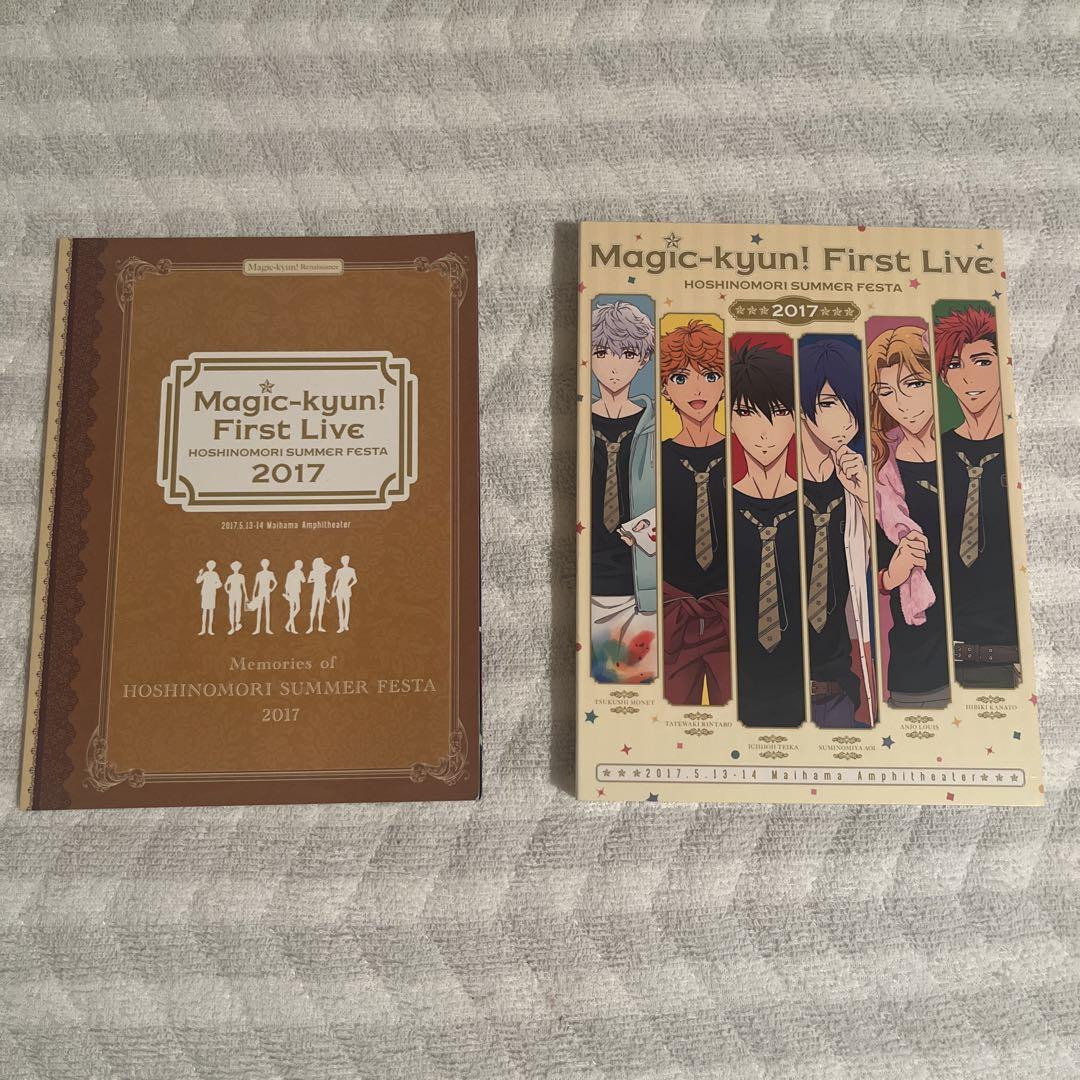 Magic-kyun! Renaissance
Magic-kyun!
First Live
HOSHINOMORI SUMMER FESTA
2017
2017.5.13-14 Maihama Amphitheater
Memories of
HOSHINOMORI SUMMER FESTA
2017
Magic-kyun! First Live
HOSHINOMORI SUMMER FESTA
2017
TSUKUSHI MONET
TATEWAKI RINTARO
ICHIJOH TEIKA
SUMINOMIYA AOI
ANJO LOUIS
HIBIKI KANATO
2017.5.13-14 Maihama Amphitheater